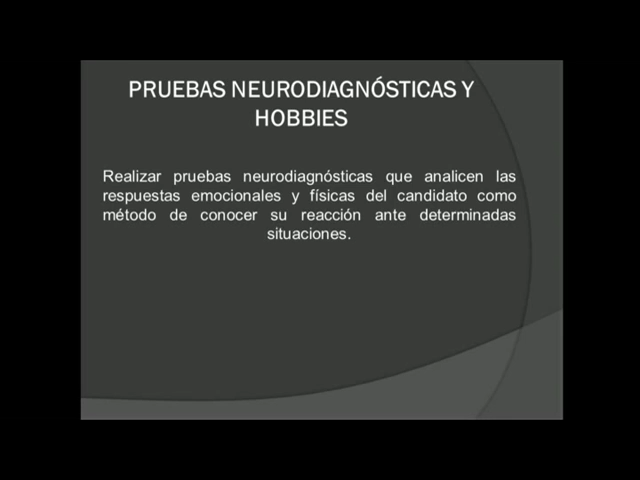 PRUEBAS NEURODIAGNÓSTICAS Y
HOBBIES
Realizar pruebas neurodiagnósticas que analicen las
respuestas emocionales y físicas del candidato como
método de conocer su reacción ante determinadas
situaciones.